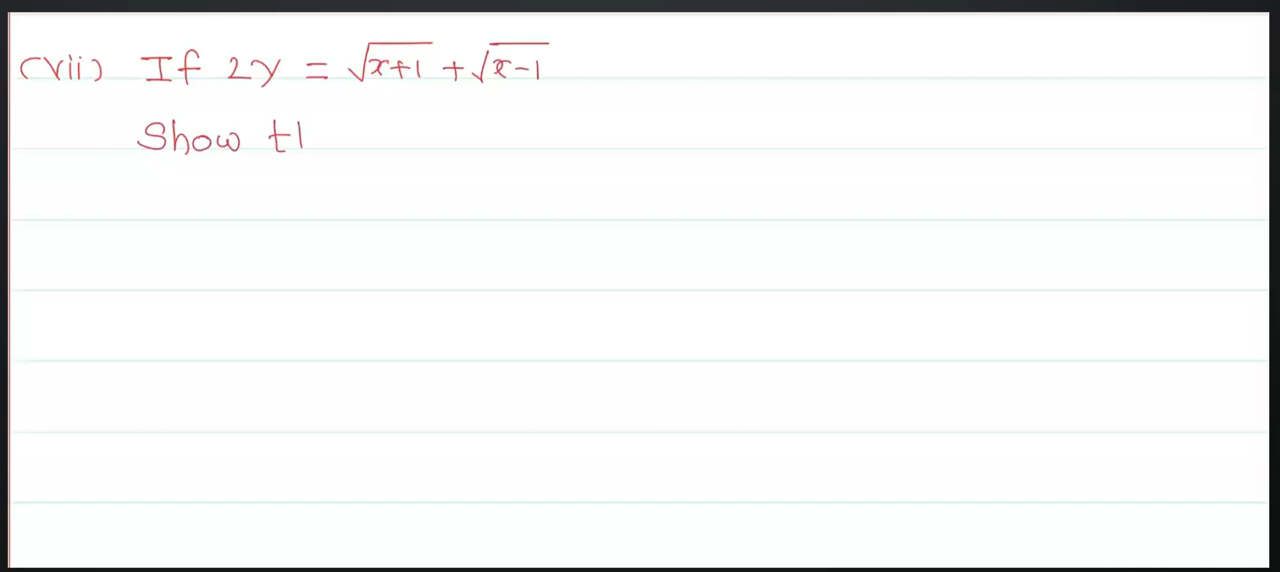 (vii) If 2y = √x+1 + √x-1
Show